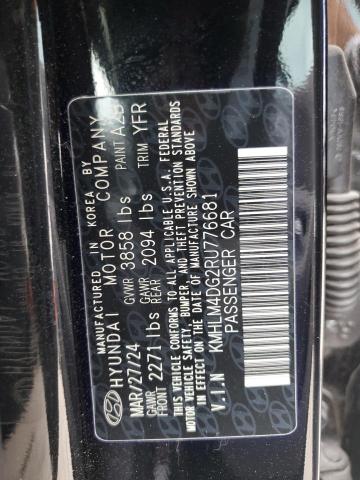 MANUFACTURED IN KOREA BY
HYUNDAI MOTOR COMPANY
MAR/27/24 GVWR 3858 lbs PAINT A2B
GAWR FRONT 2271 lbs GAWR REAR 2094 lbs TRIM YFR
THIS VEHICLE CONFORMS TO ALL APPLICABLE U.S.A. FEDERAL
MOTOR VEHICLE SAFETY, BUMPER, AND THEFT PREVENTION STANDARDS
IN EFFECT ON THE DATE OF MANUFACTURE SHOWN ABOVE
V.I.N KMHLM4DG2RU776681
PASSENGER CAR